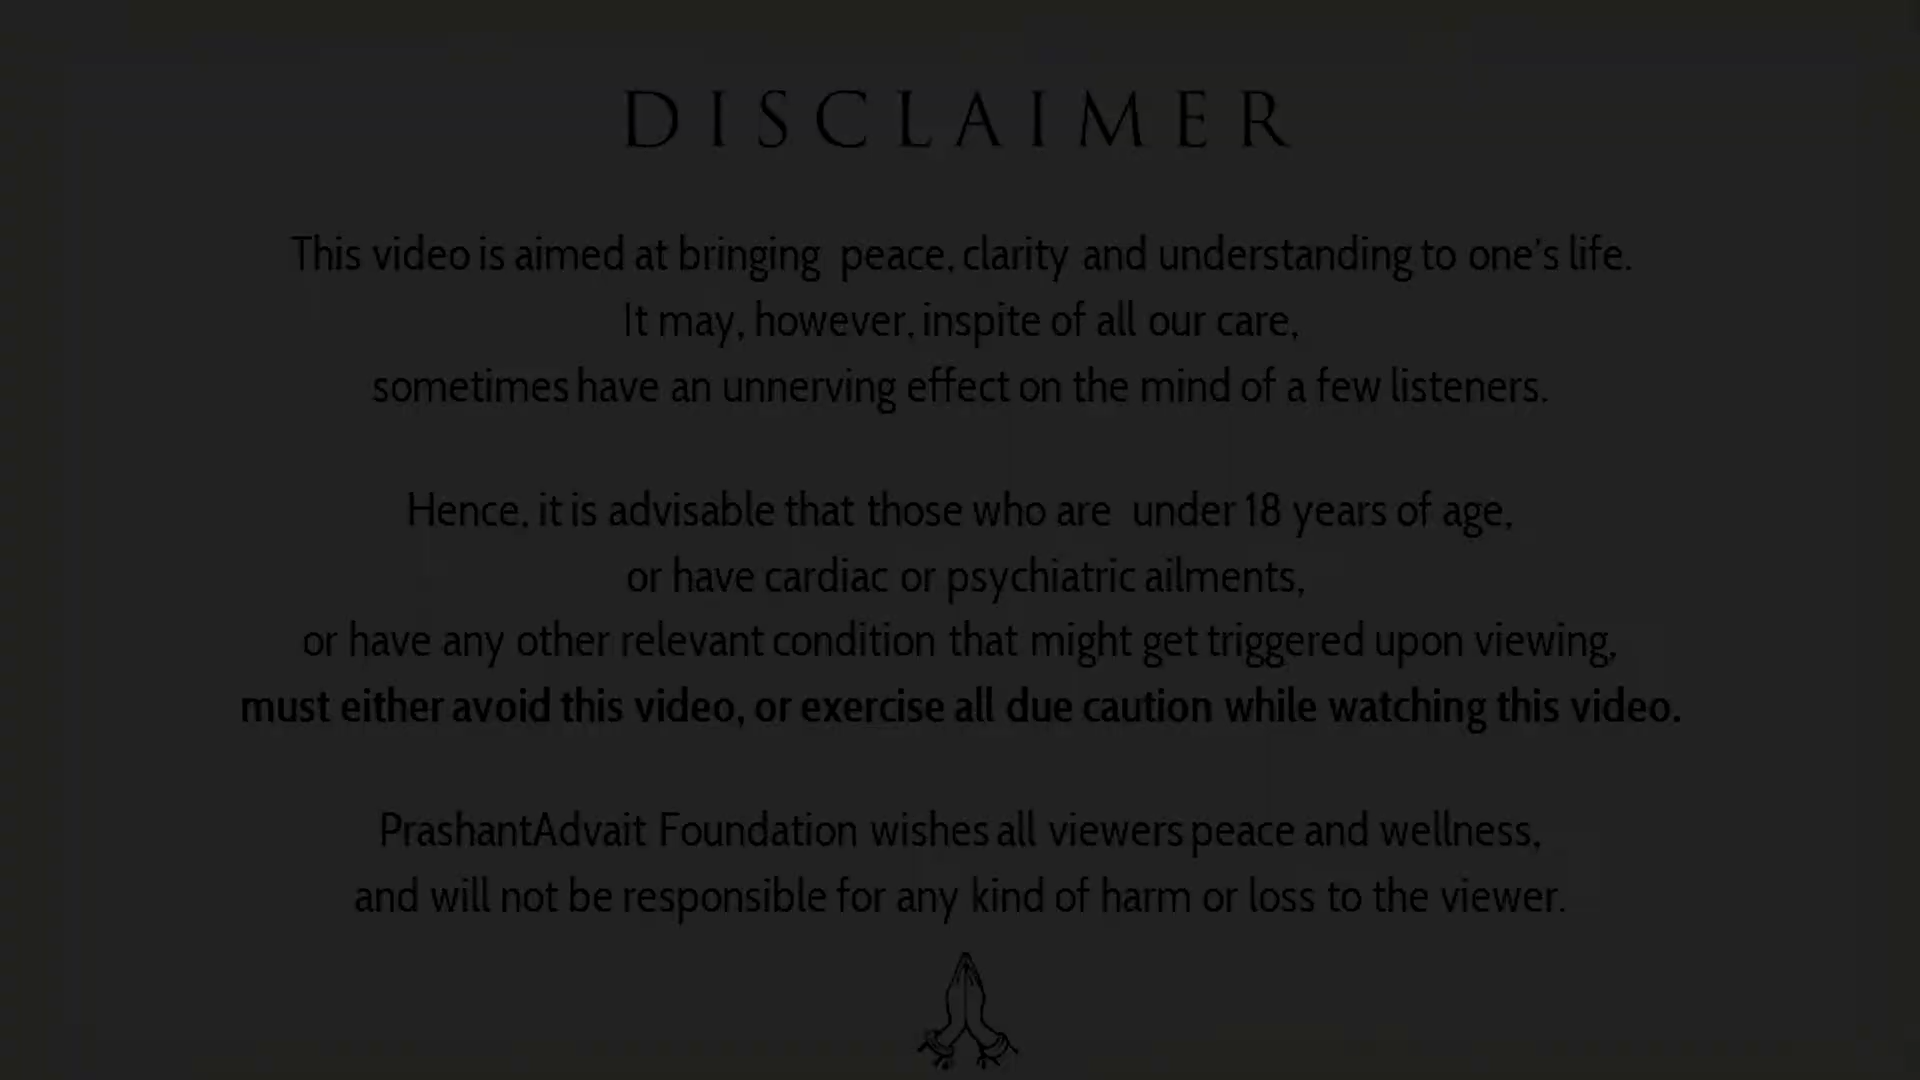 DISCLAIMER
This video is aimed at bringing peace, clarity and understanding to one's life.
It may, however, inspite of all our care,
sometimes have an unnerving effect on the mind of a few listeners.
Hence, it is advisable that those who are under 18 years of age,
or have cardiac or psychiatric ailments,
or have any other relevant condition that might get triggered upon viewing,
must either avoid this video, or exercise all due caution while watching this video.
PrashantAdvait Foundation wishes all viewers peace and wellness,
and will not be responsible for any kind of harm or loss to the viewer.